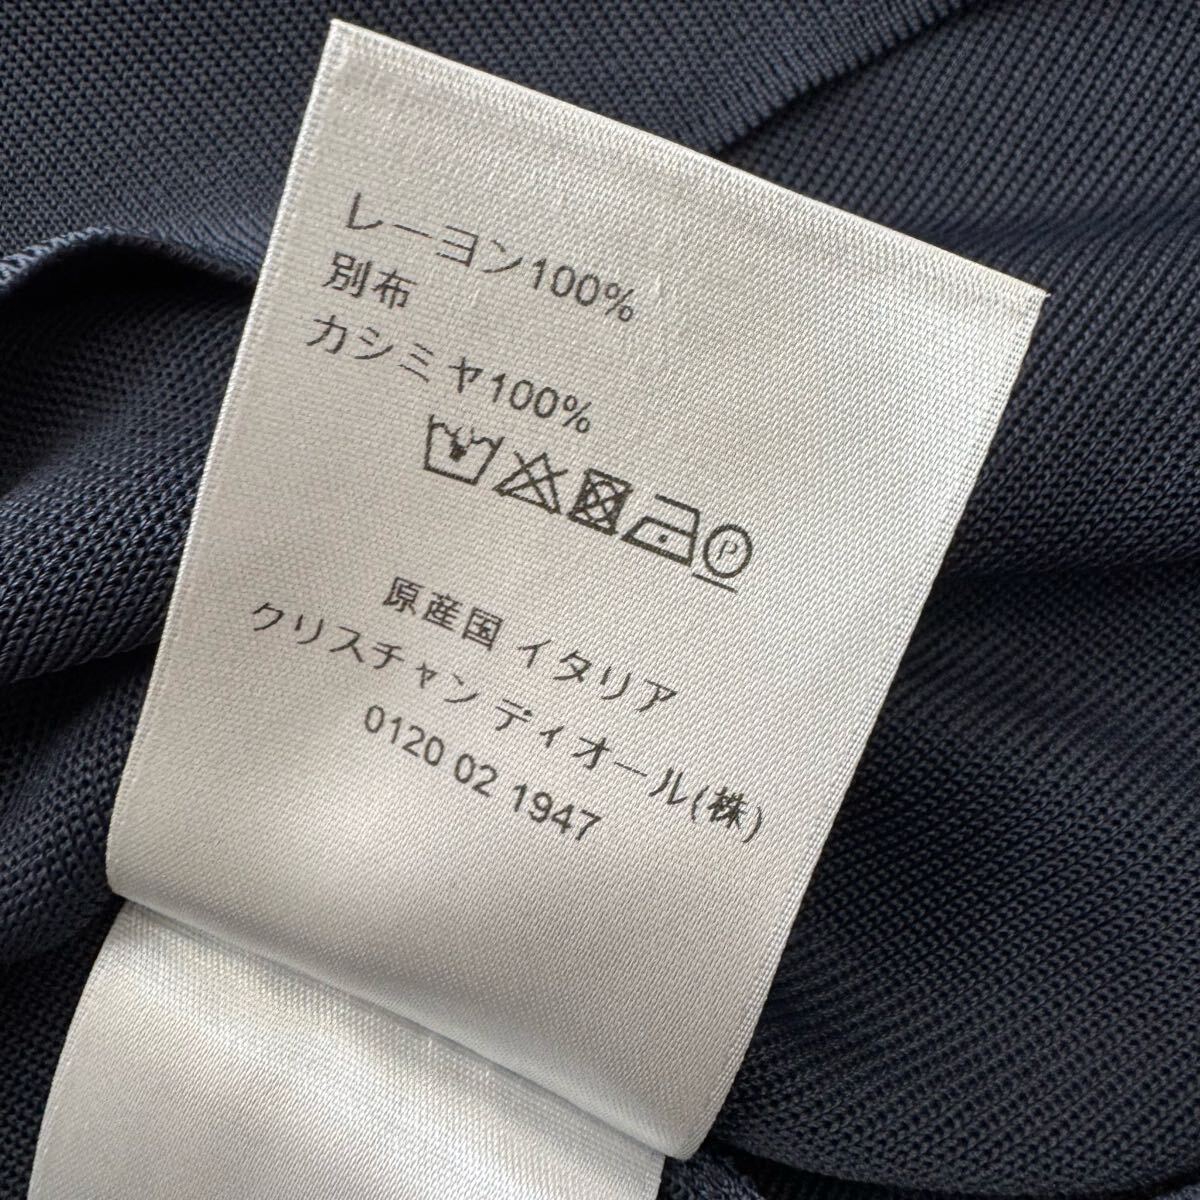 レーヨン100%
別布
カシミヤ100%
P
原産国 イタリア
クリスチャン ディオール(株)
0120 02 1947